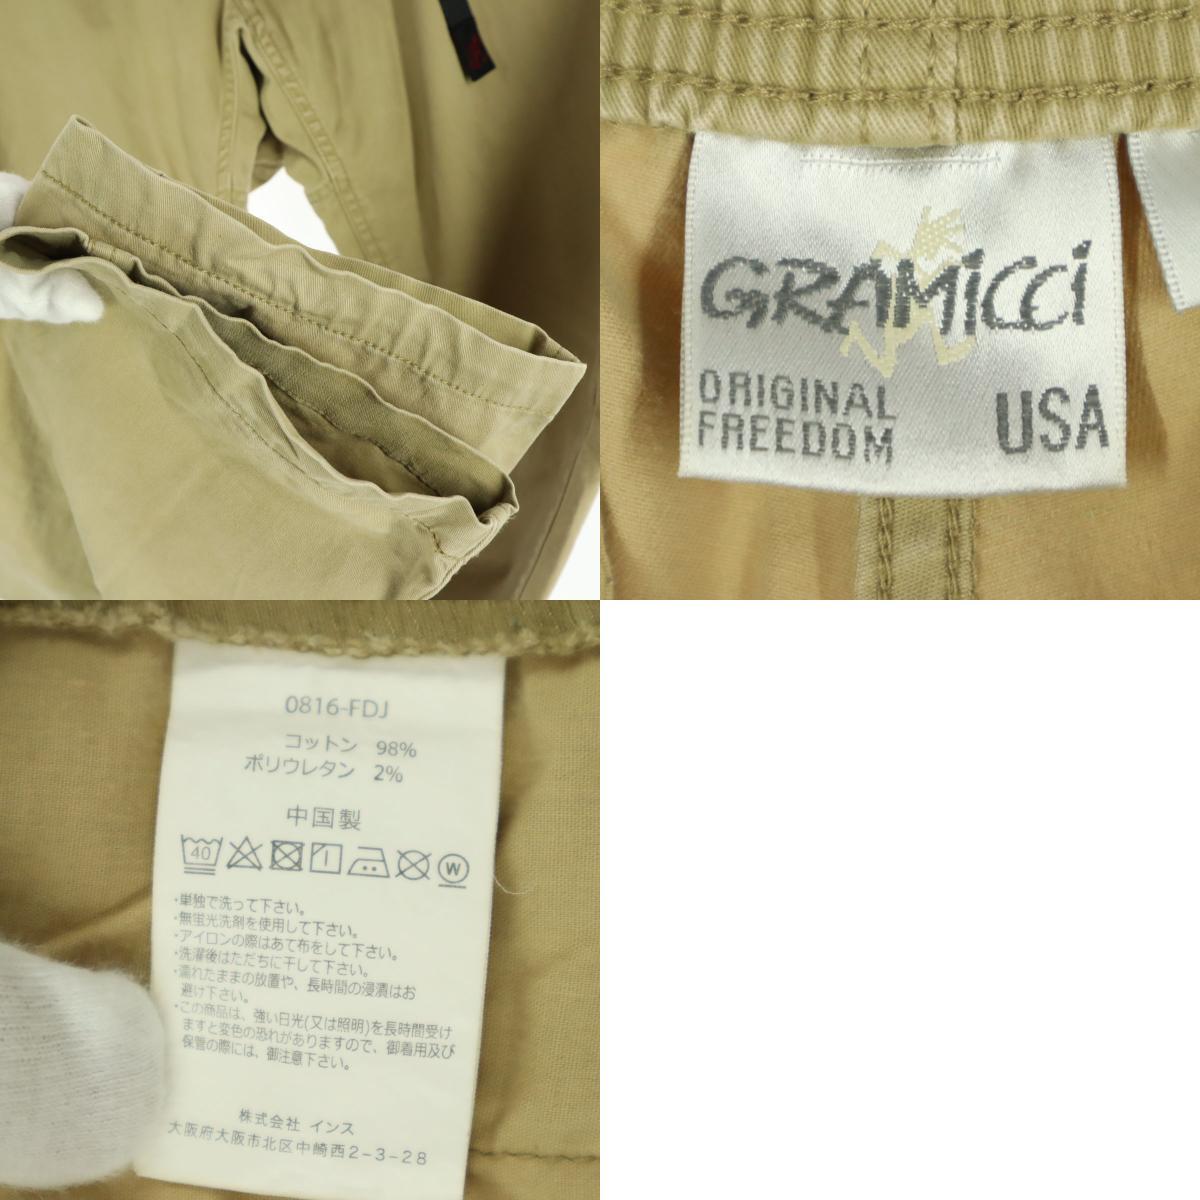 GRAMiCCi
ORIGINAL
FREEDOM
USA
0816-FDJ
コットン 98%
ポリウレタン 2%
中国製
40
W
・単独で洗って下さい。
・無蛍光洗剤を使用して下さい。
・アイロンの際はあて布をして下さい。
・洗濯後はただちに干して下さい。
・濡れたままの放置や、長時間の浸漬はお
避け下さい。
・この商品は、強い日光(又は照明)を長時間受け
ますと変色の恐れがありますので、御着用及び
保管の際には、御注意下さい。
株式会社 インス
大阪府大阪市北区中崎西2-3-28